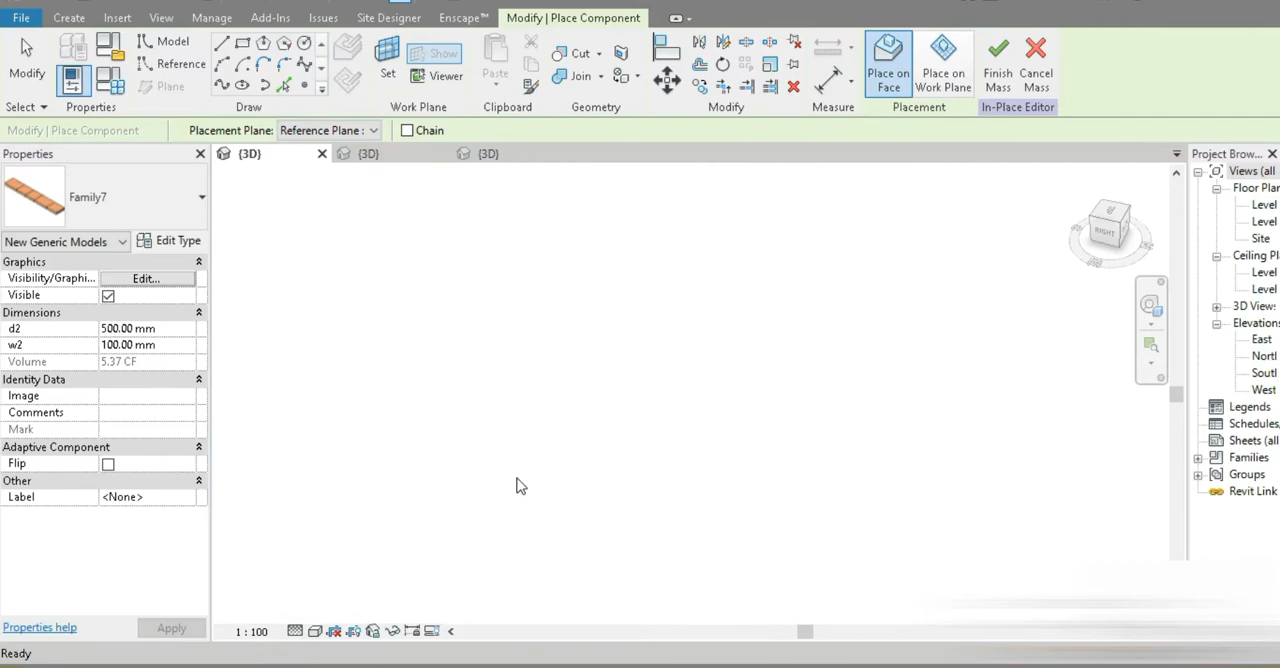 File Create Insert View Manage Add-Ins Issues Site Designer Enscape™ Modify | Place Component
Modify Model Reference Plane Set Show Viewer Paste Cut Join Place on Face Place on Work Plane Finish Mass Cancel Mass
Select Properties Draw Work Plane Clipboard Geometry Modify Measure Placement In-Place Editor
Modify | Place Component Placement Plane: Reference Plane : Chain
Properties {3D} {3D} {3D} Project Brow...
Family7
New Generic Models Edit Type
Graphics
Visibility/Graphi... Edit...
Visible
Dimensions
d2 500.00 mm
w2 100.00 mm
Volume 5.37 CF
Identity Data
Image
Comments
Mark
Adaptive Component
Flip
Other
Label <None>
Properties help Apply
RIGHT
Views (all
Floor Plan
Level
Level
Site
Ceiling Pl
Level
Level
3D View:
Elevations
East
Nortl
Soutl
West
Legends
Schedules,
Sheets (all
Families
Groups
Revit Link
1 : 100
Ready